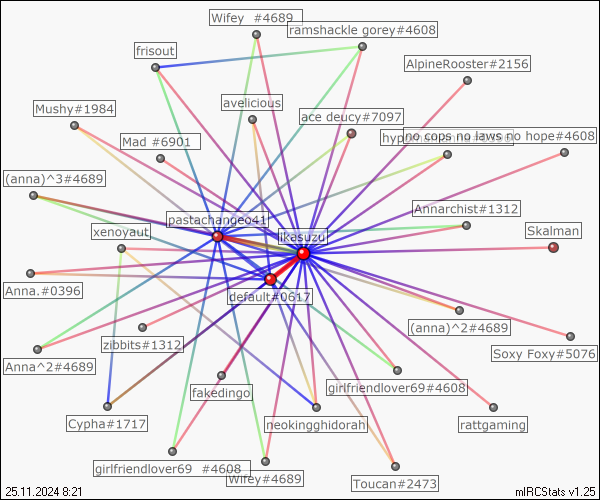 Wifey #4689
ramshackle gorey#4608
frisout
AlpineRooster#2156
Mushy#1984
avelicious
ace deucy#7097
Mad #6901
no cops no laws no hope#4608
(anna)^3#4689
pastachange041
Annarchist#1312
xenoyaut
ikasuzu
Skalman
Anna.#0396
default#0617
zibbits#1312
(anna)^2#4689
Anna^2#4689
Soxy Foxy#5076
fakedingo
girlfriendlover69#4608
Cypha#1717
neokingghidorah
rattgaming
girlfriendlover69 #4608
Wifey#4689
Toucan#2473
25.11.2024 8:21
mIRCStats v1.25